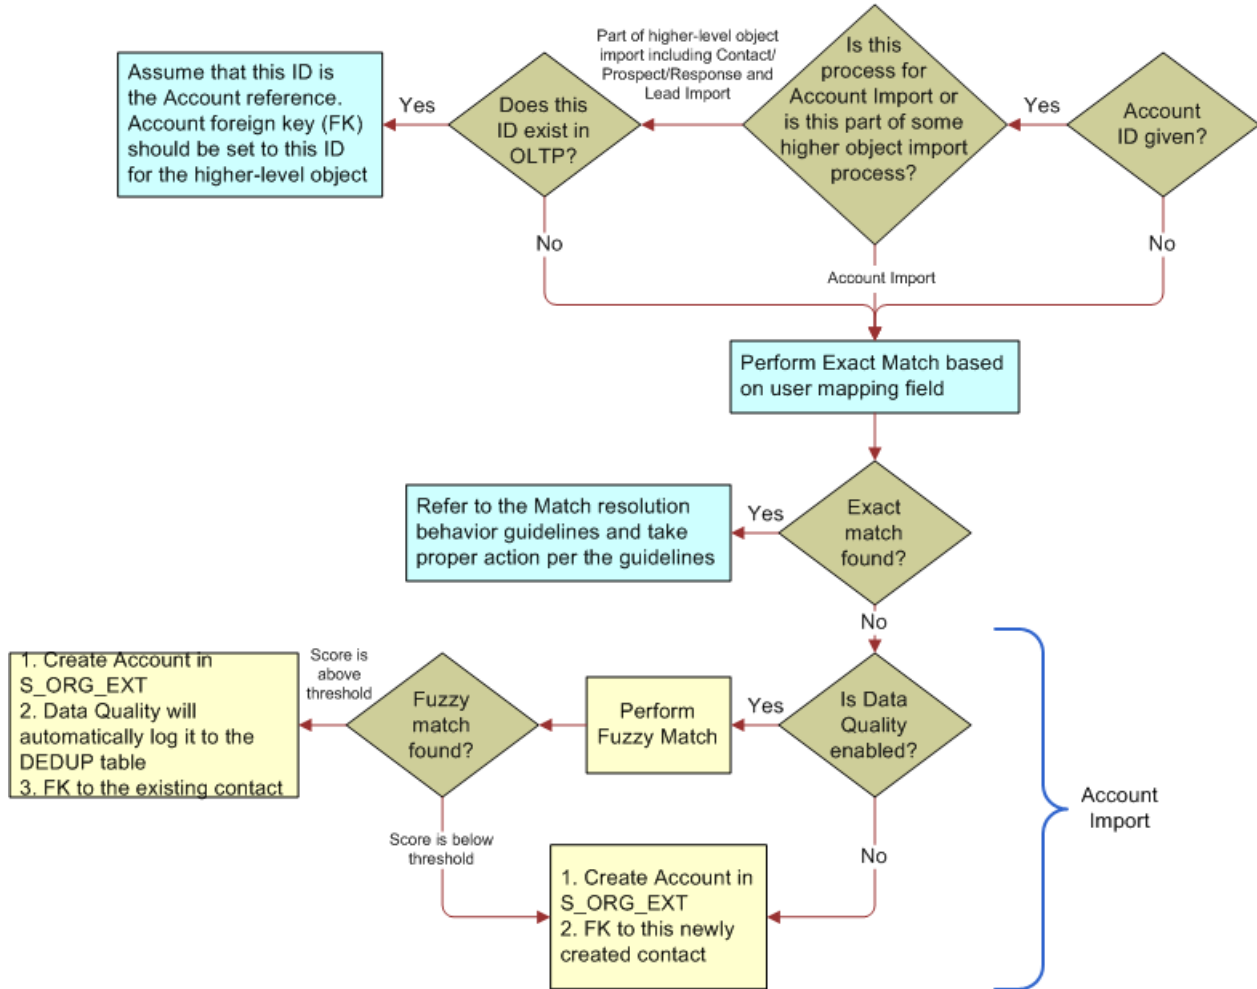 Part of higher-level object
import including Contact/
Prospect/Response and
Lead Import
Is this
process for
Account Import or
is this part of some
higher object import
process?
Assume that this ID is
the Account reference.
Account foreign key (FK)
should be set to this ID
for the higher-level object
Yes
Does this
ID exist in
OLTP?
Yes
Account
ID given?
No
No
Account Import
Perform Exact Match based
on user mapping field
Refer to the Match resolution
behavior guidelines and take
proper action per the guidelines
Yes
Exact
match
found?
No
1. Create Account in
S_ORG_EXT
2. Data Quality will
automatically log it to the
DEDUP table
3. FK to the existing contact
Score is
above
threshold
Fuzzy
match
found?
Perform
Fuzzy Match
Yes
Is Data
Quality
enabled?
Account
Import
Score is below
threshold
No
1. Create Account in
S_ORG_EXT
2. FK to this newly
created contact